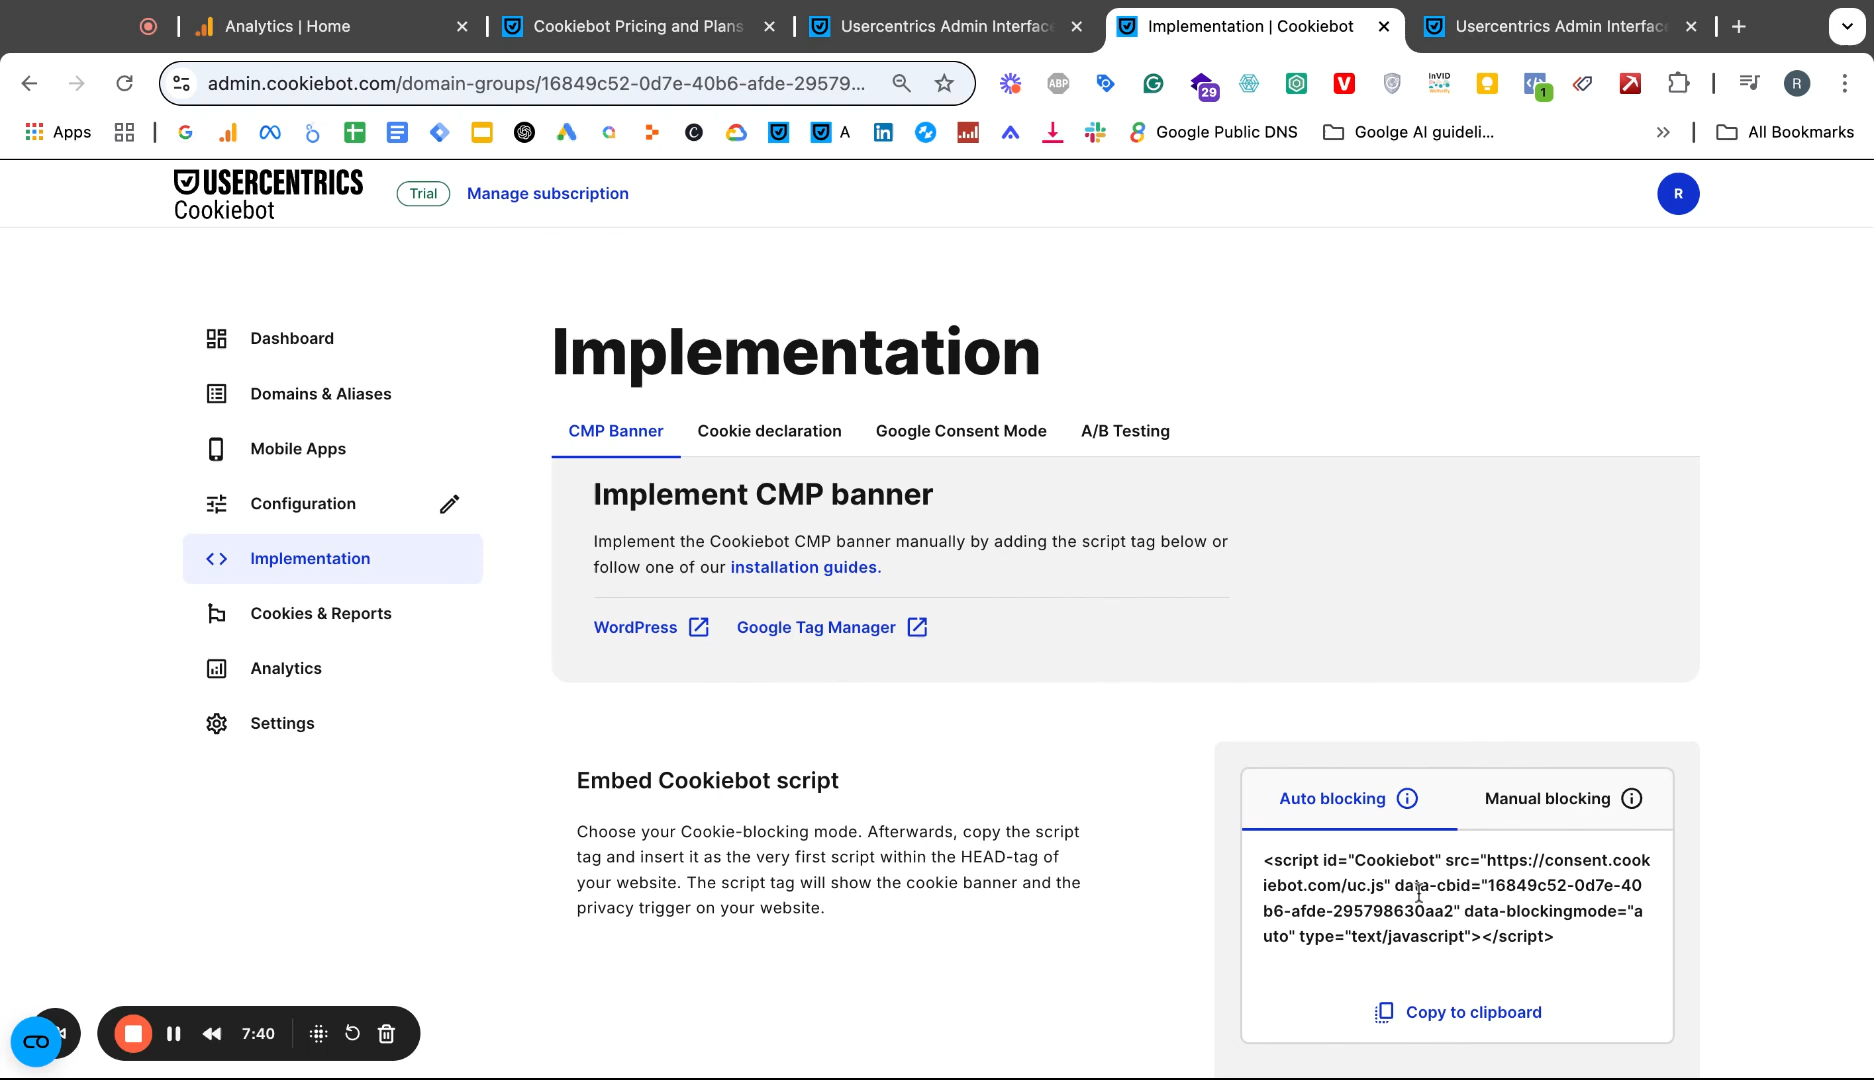 Analytics | Home
Cookiebot Pricing and Plans
Usercentrics Admin Interface
Implementation | Cookiebot
Usercentrics Admin Interfac
admin.cookiebot.com/domain-groups/16849c52-0d7e-40b6-afde-29579...
ABP
29
V
InVID
1
R
Apps
A
Google Public DNS
Goolge AI guideli...
All Bookmarks
USERCENTRICS
Cookiebot
Trial
Manage subscription
R
Dashboard
Domains & Aliases
Mobile Apps
Configuration
Implementation
Cookies & Reports
Analytics
Settings
Implementation
CMP Banner
Cookie declaration
Google Consent Mode
A/B Testing
Implement CMP banner
Implement the Cookiebot CMP banner manually by adding the script tag below or
follow one of our installation guides.
WordPress
Google Tag Manager
Embed Cookiebot script
Choose your Cookie-blocking mode. Afterwards, copy the script
tag and insert it as the very first script within the HEAD-tag of
your website. The script tag will show the cookie banner and the
privacy trigger on your website.
Auto blocking
Manual blocking
<script id="Cookiebot" src="https://consent.cook
iebot.com/uc.js" data-cbid="16849c52-0d7e-40
b6-afde-295798630aa2" data-blockingmode="a
uto" type="text/javascript"></script>
Copy to clipboard
7:40